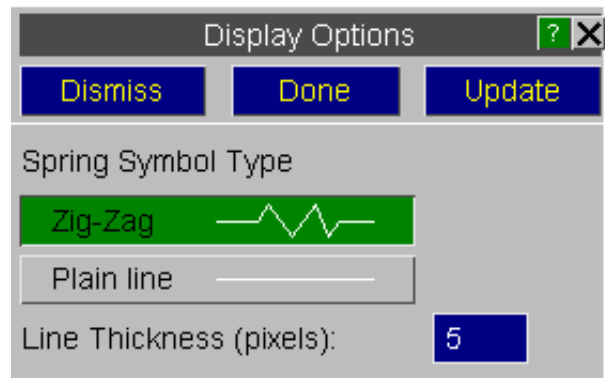 Display Options ? X
Dismiss Done Update
Spring Symbol Type
Zig-Zag
Plain line
Line Thickness (pixels): 5